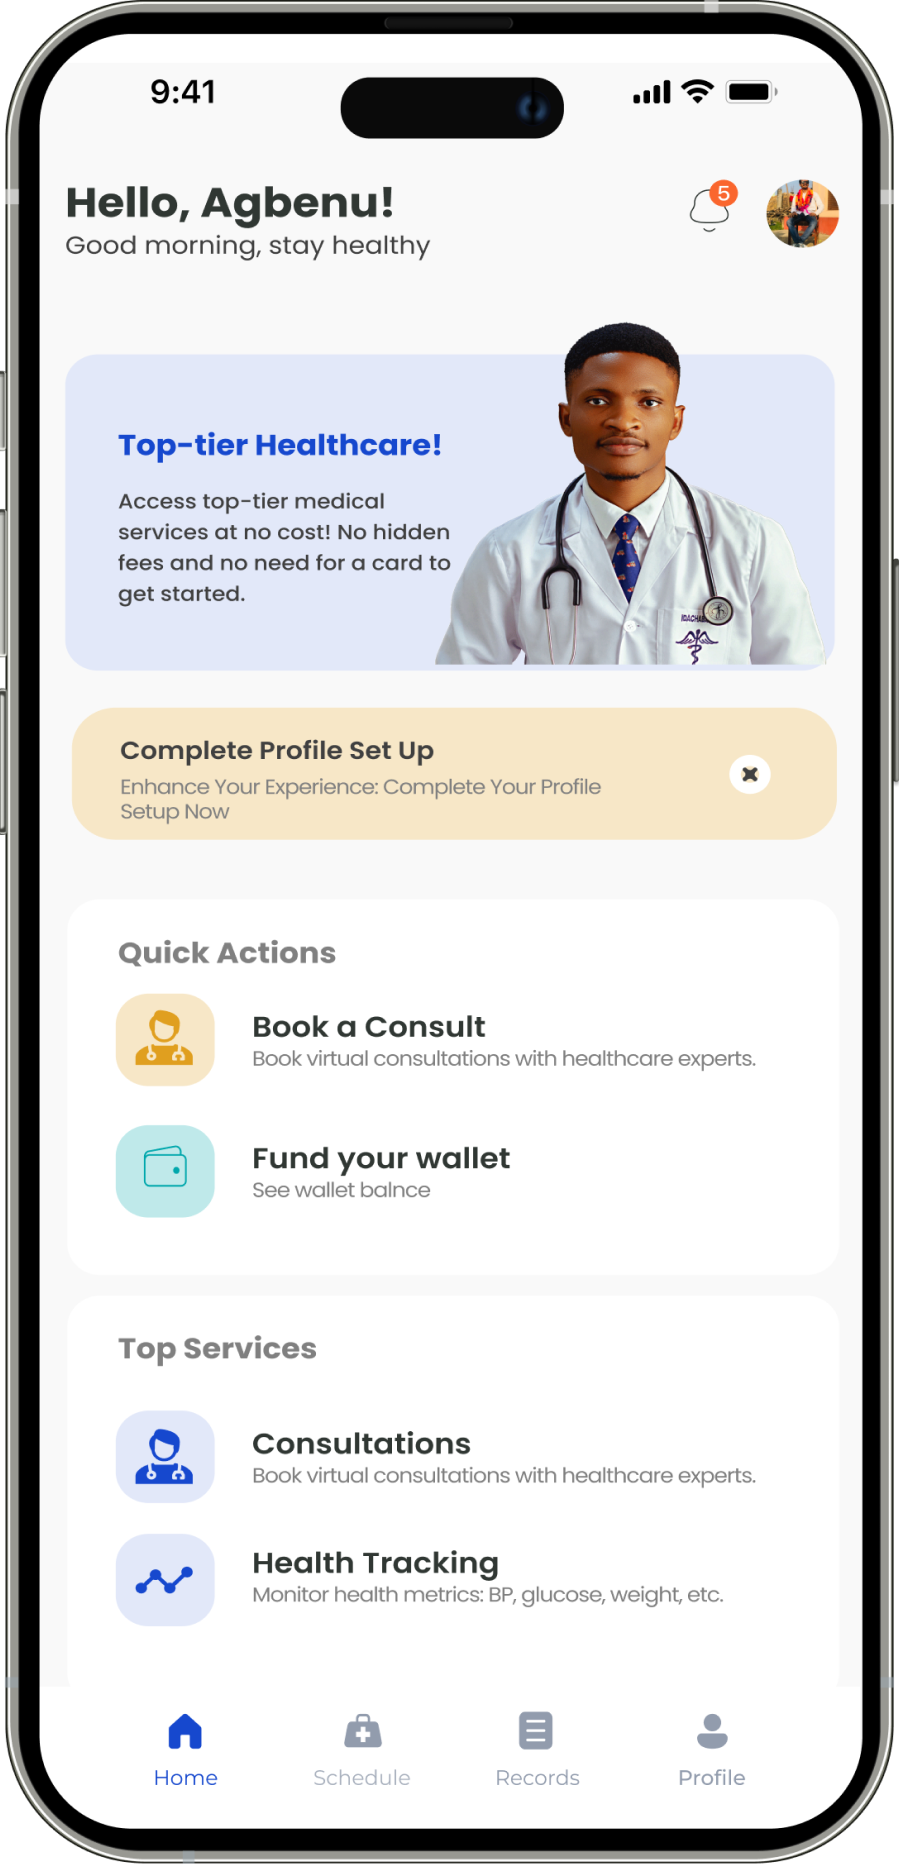 9:41
Hello, Agbenu!
5
Good morning, stay healthy
Top-tier Healthcare!
Access top-tier medical
services at no cost! No hidden
fees and no need for a card to
get started.
Complete Profile Set Up
Enhance Your Experience: Complete Your Profile
Setup Now
Quick Actions
Book a Consult
Book virtual consultations with healthcare experts.
Fund your wallet
See wallet balnce
Top Services
Consultations
Book virtual consultations with healthcare experts.
Health Tracking
Monitor health metrics: BP, glucose, weight, etc.
Home
Schedule
Records
Profile